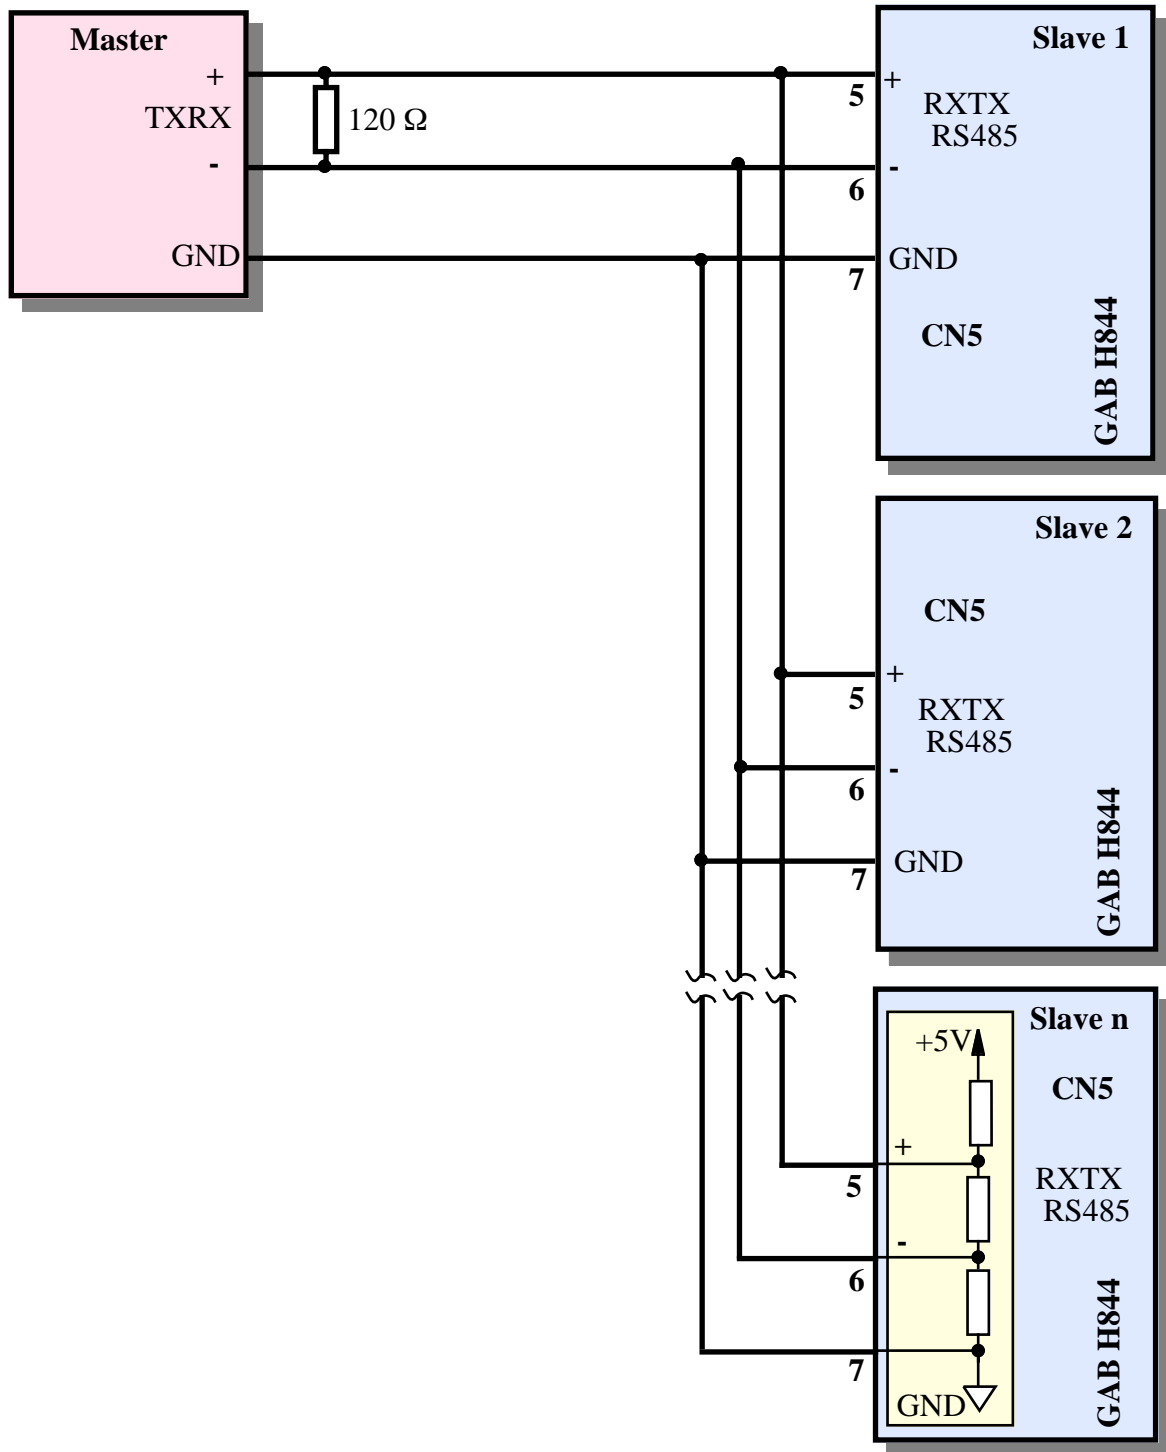 Master
+
TXRX
-
GND
120 Ω
Slave 1
5
+
RXTX
RS485
6
-
7
GND
CN5
GAB H844
Slave 2
CN5
5
+
RXTX
RS485
6
-
7
GND
GAB H844
Slave n
+5V
CN5
+
5
RXTX
RS485
-
6
7
GND
GAB H844